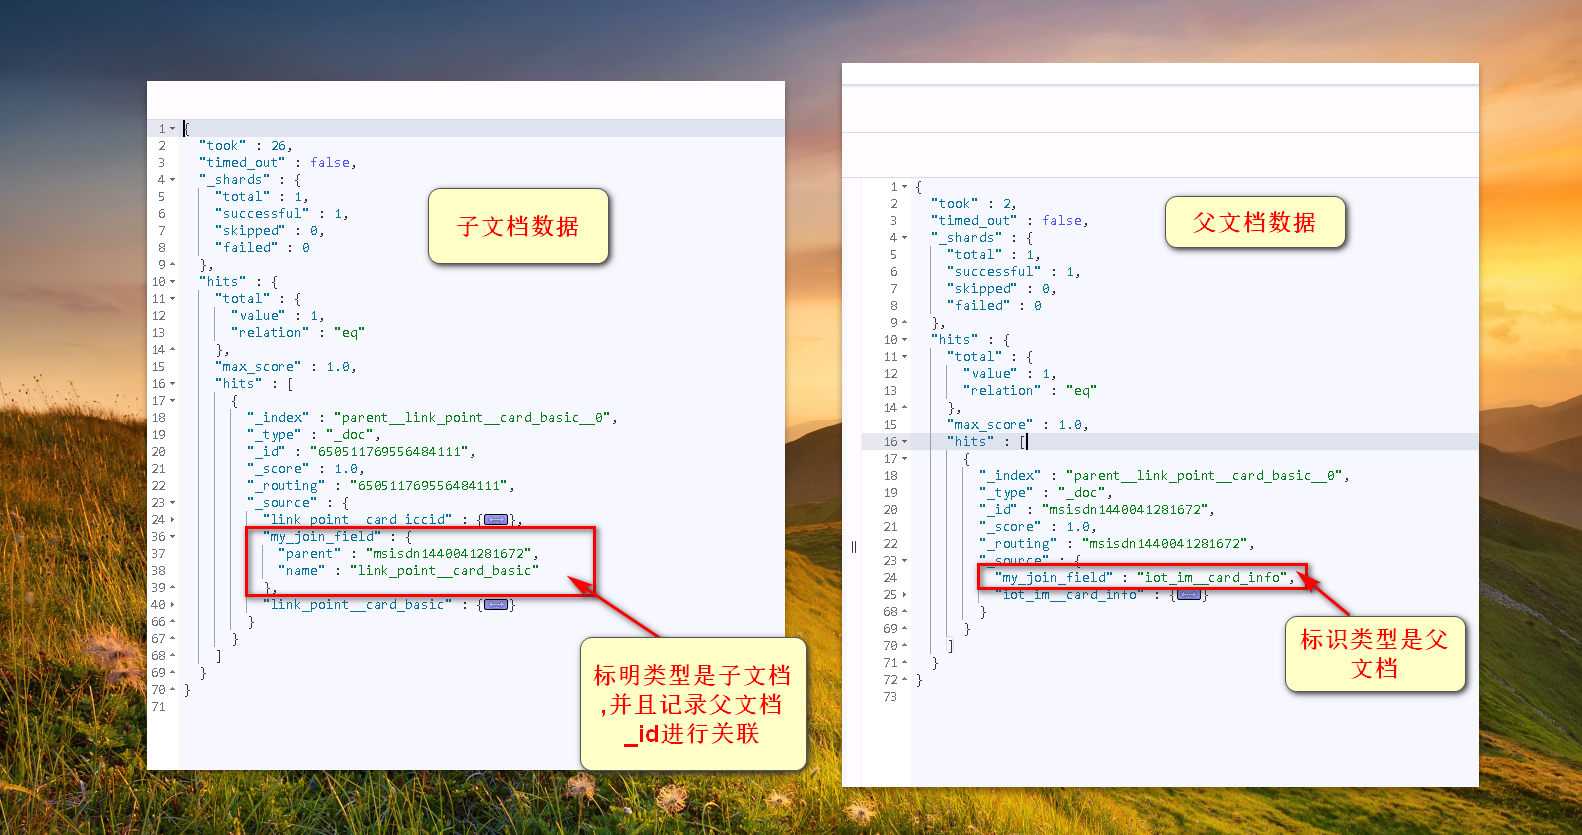 1 {
2 "took" : 26,
3 "timed_out" : false,
4 "_shards" : {
5 "total" : 1,
6 "successful" : 1,
7 "skipped" : 0,
8 "failed" : 0
9 },
10 "hits" : {
11 "total" : {
12 "value" : 1,
13 "relation" : "eq"
14 },
15 "max_score" : 1.0,
16 "hits" : [
17 {
18 "_index" : "parent__link_point__card_basic__0",
19 "_type" : "_doc",
20 "_id" : "650511769556484111",
21 "_score" : 1.0,
22 "_routing" : "650511769556484111",
23 "_source" : {
24 "link_point__card_iccid" : {},
36 "my_join_field" : {
37 "parent" : "msisdn1440041281672",
38 "name" : "link_point__card_basic"
39 },
40 "link_point__card_basic" : {}
66 }
67 }
68 ]
69 }
70 }
71
子文档数据
标明类型是子文档
,并且记录父文档
_id进行关联
1 {
2 "took" : 2,
3 "timed_out" : false,
4 "_shards" : {
5 "total" : 1,
6 "successful" : 1,
7 "skipped" : 0,
8 "failed" : 0
9 },
10 "hits" : {
11 "total" : {
12 "value" : 1,
13 "relation" : "eq"
14 },
15 "max_score" : 1.0,
16 "hits" : [
17 {
18 "_index" : "parent__link_point__card_basic__0",
19 "_type" : "_doc",
20 "_id" : "msisdn1440041281672",
21 "_score" : 1.0,
22 "_routing" : "msisdn1440041281672",
23 "_source" : {
24 "my_join_field" : "iot_im__card_info",
25 "iot_im__card_info" : {}
68 }
69 }
70 ]
71 }
72 }
73
父文档数据
标识类型是父
文档